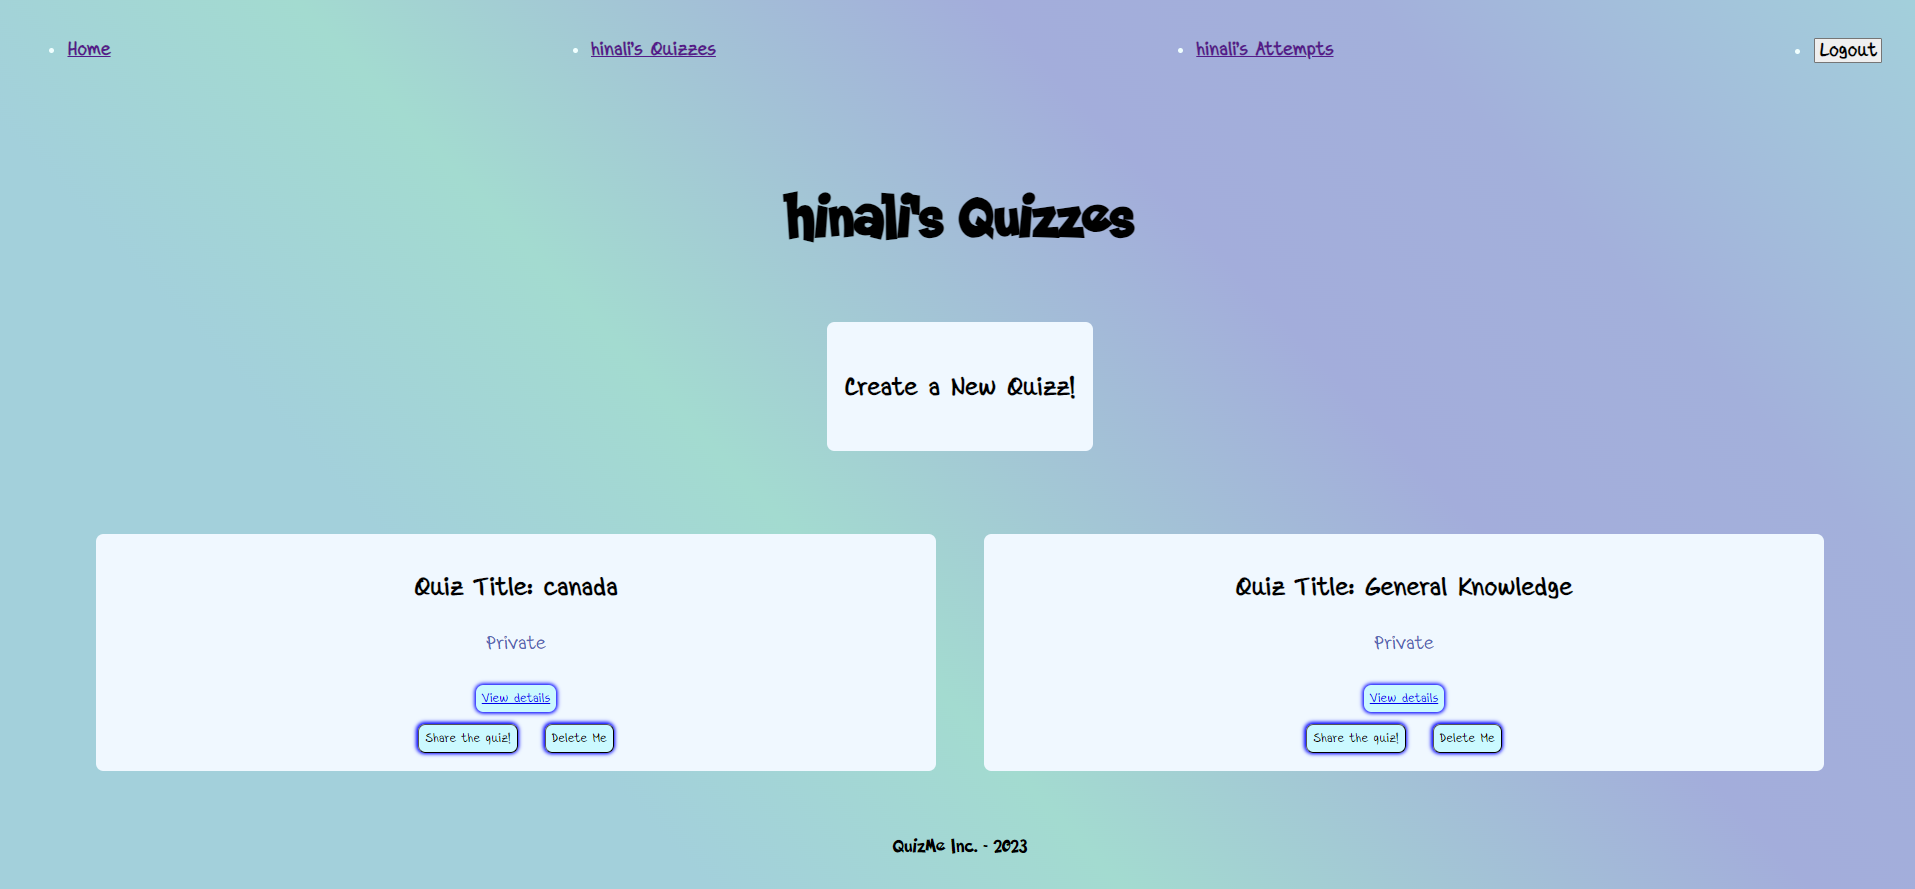 Home
hinali's Quizzes
hinali's Attempts
Logout
hinali's Quizzes
Create a New Quizz!
Quiz Title: canada
Private
View details
Share the quiz!
Delete Me
Quiz Title: General Knowledge
Private
View details
Share the quiz!
Delete Me
QuizMe Inc. - 2023